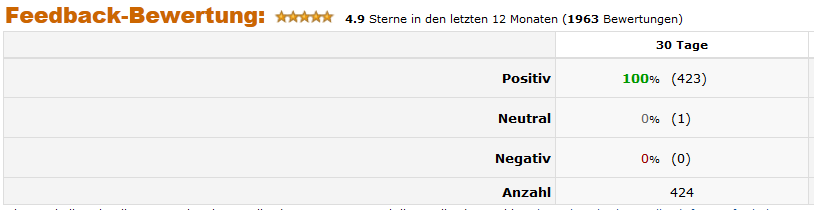 Feedback-Bewertung: 4.9 Sterne in den letzten 12 Monaten (1963 Bewertungen)
30 Tage
Positiv 100% (423)
Neutral 0% (1)
Negativ 0% (0)
Anzahl 424